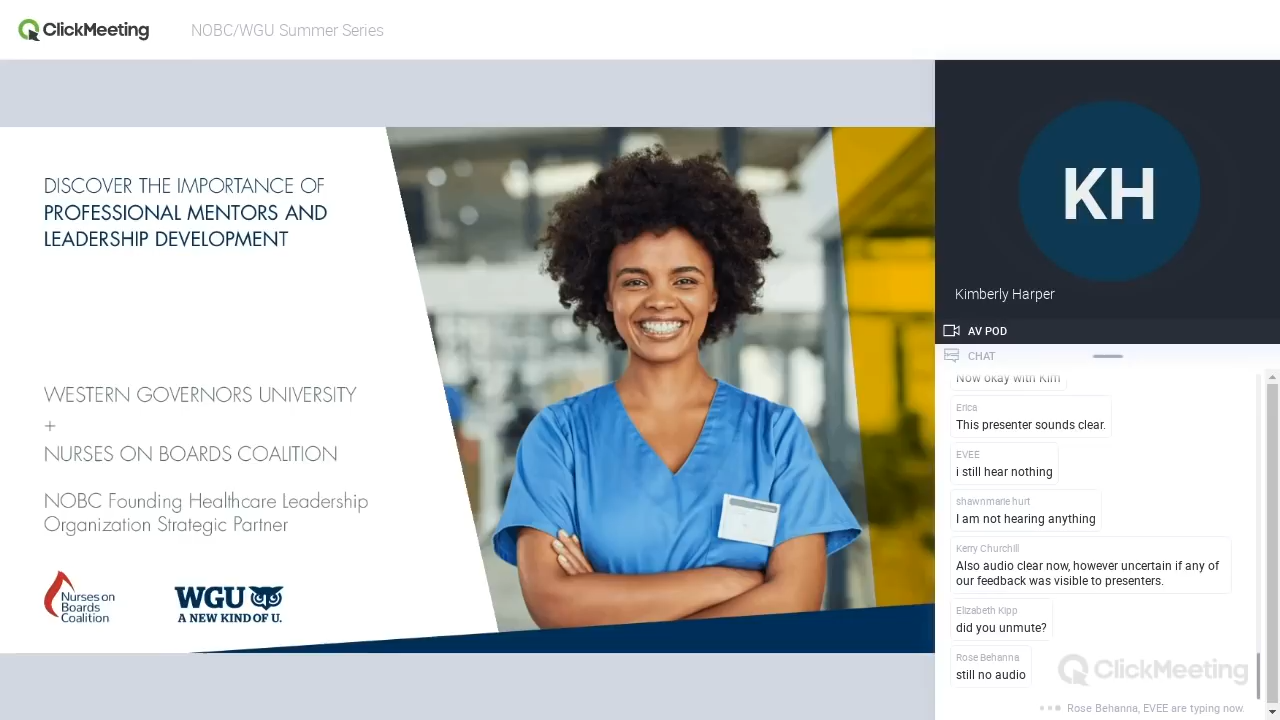 ClickMeeting
NOBC/WGU Summer Series
DISCOVER THE IMPORTANCE OF
PROFESSIONAL MENTORS AND
LEADERSHIP DEVELOPMENT
WESTERN GOVERNORS UNIVERSITY
+
NURSES ON BOARDS COALITION
NOBC Founding Healthcare Leadership
Organization Strategic Partner
Nurses on
Boards
Coalition
WGU
A NEW KIND OF U.
KH
Kimberly Harper
AV POD
CHAT
Now okay with Kim
Erica
This presenter sounds clear.
EVEE
i still hear nothing
shawnmarie hurt
I am not hearing anything
Kerry Churchill
Also audio clear now, however uncertain if any of
our feedback was visible to presenters.
Elizabeth Kipp
did you unmute?
Rose Behanna
still no audio
ClickMeeting
Rose Behanna, EVEE are typing now.